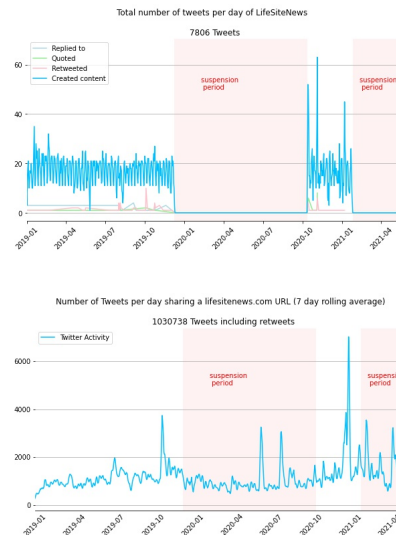 Total number of tweets per day of LifeSiteNews
7806 Tweets
Replied to
Quoted
Retweeted
Created content
suspension
period
suspension
period
60
40
20
0
2019-01
2019-04
2019-07
2019-10
2020-01
2020-04
2020-07
2020-10
2021-01
2021-04
Number of Tweets per day sharing a lifesitenews.com URL (7 day rolling average)
1030738 Tweets including retweets
Twitter Activity
suspension
period
period
6000
4000
2000
0
2019-01
2019-04
2019-07
2019-10
2020-01
2020-04
2020-07
2020-10
2021-01